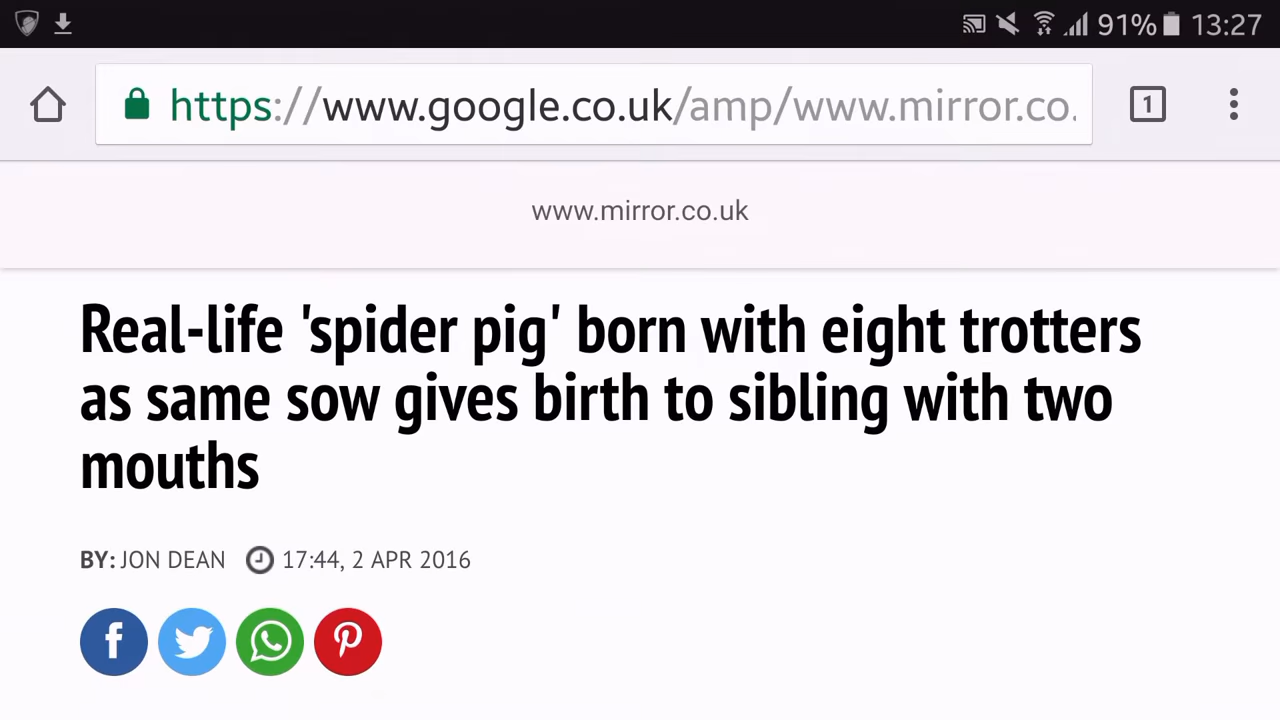 91% 13:27
https://www.google.co.uk/amp/www.mirror.co. 1
www.mirror.co.uk
Real-life 'spider pig' born with eight trotters
as same sow gives birth to sibling with two
mouths
BY: JON DEAN 17:44, 2 APR 2016